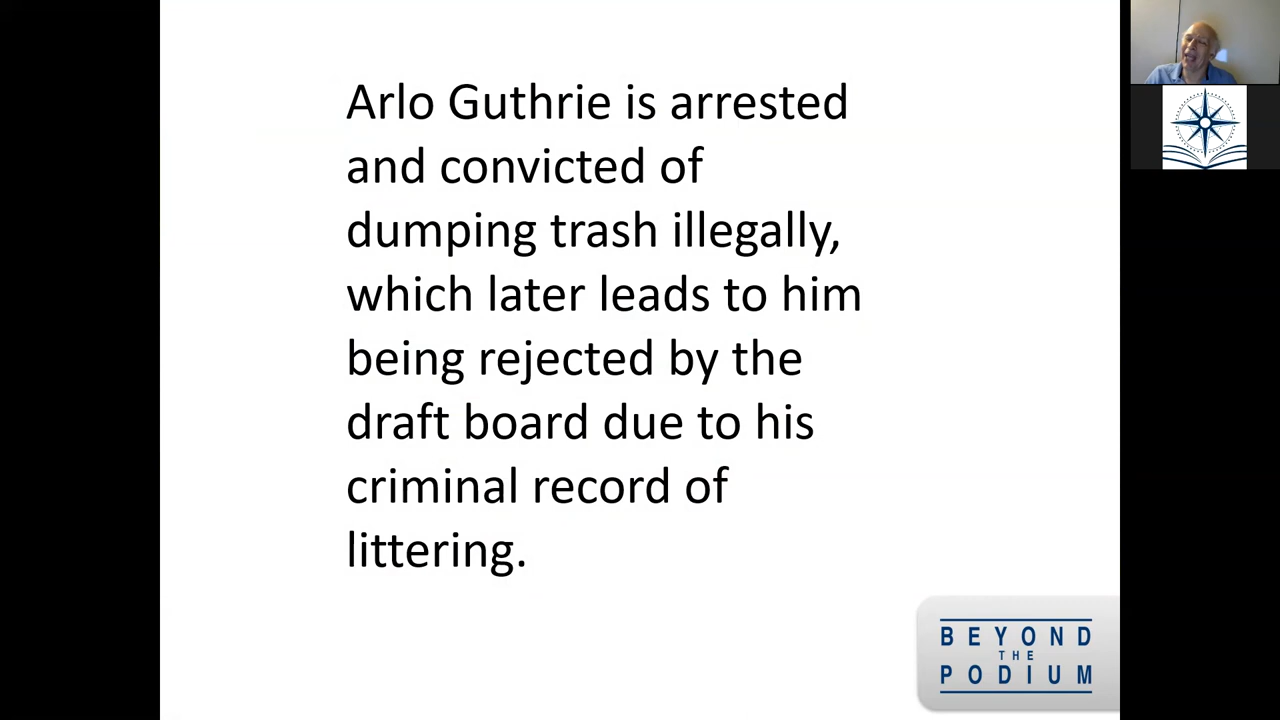 Arlo Guthrie is arrested
and convicted of
dumping trash illegally,
which later leads to him
being rejected by the
draft board due to his
criminal record of
littering.
BEYOND
THE
PODIUM